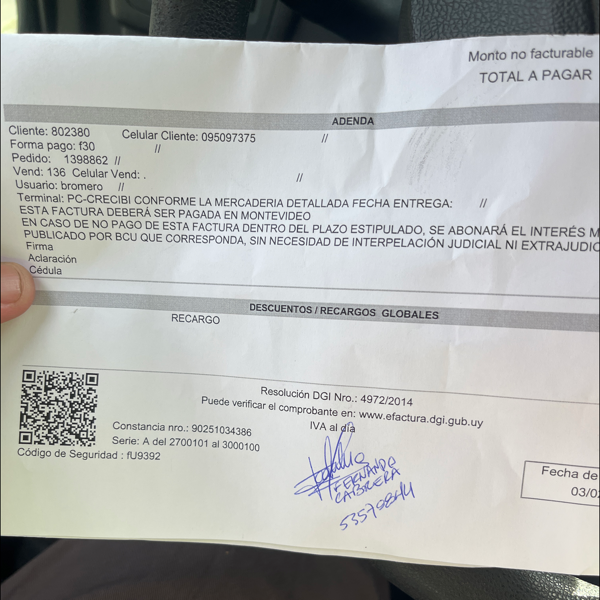 Monto no facturable
TOTAL A PAGAR
ADENDA
Cliente: 802380 Celular Cliente: 095097375 //
Forma pago: f30 //
Pedido: 1398862 //
Vend: 136 Celular Vend: . //
Usuario: bromero //
Terminal: PC-CRECIBI CONFORME LA MERCADERIA DETALLADA FECHA ENTREGA: //
ESTA FACTURA DEBERÁ SER PAGADA EN MONTEVIDEO
EN CASO DE NO PAGO DE ESTA FACTURA DENTRO DEL PLAZO ESTIPULADO, SE ABONARÁ EL INTERÉS M
PUBLICADO POR BCU QUE CORRESPONDA, SIN NECESIDAD DE INTERPELACIÓN JUDICIAL NI EXTRAJUDIC
Firma
Aclaración
Cédula
DESCUENTOS / RECARGOS GLOBALES
RECARGO
Resolución DGI Nro.: 4972/2014
Puede verificar el comprobante en: www.efactura.dgi.gub.uy
IVA al día
Constancia nro.: 90251034386
Serie: A del 2700101 al 3000100
Código de Seguridad : fU9392
FERNANDO
CABRERA
Fecha de
03/02